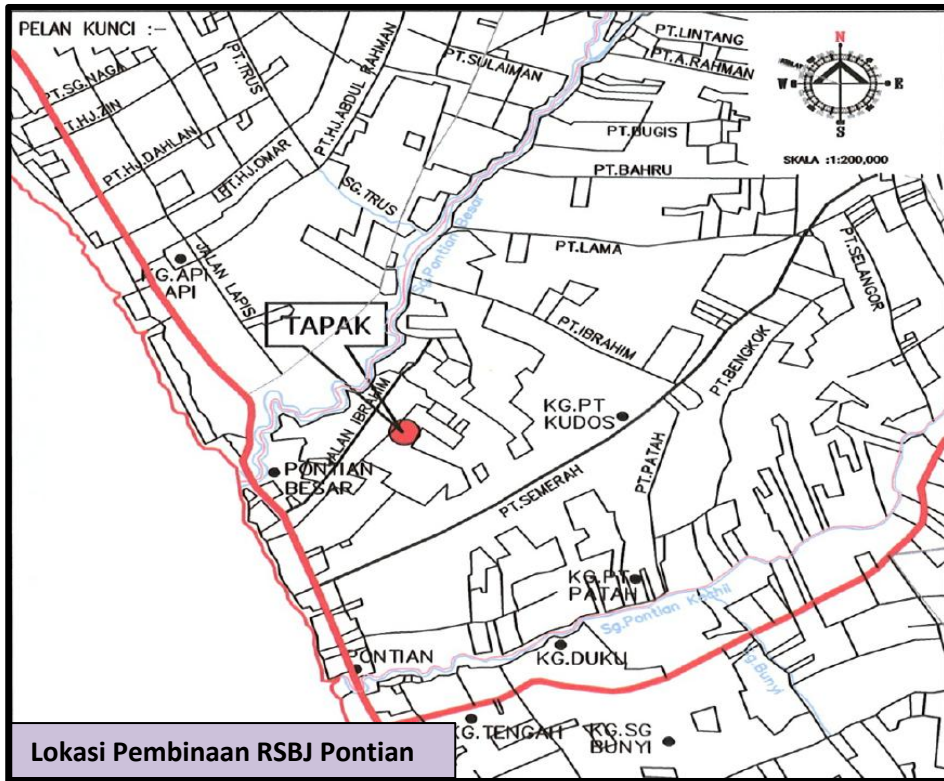 PELAN KUNCI :-
PT.LINTANG
PT.A.RAHMAN
N
W
E
S
SKALA :1:200,000
PT.SG.NAGA
PT.TRUS
PT.SULAIMAN
PT.HJ.ZIN
PT.HJ.ABDUL RAHMAN
PT.BUGIS
PT.HJ.DAHLAN
PT.HJ.OMAR
PT.BAHRU
SG.TRUS
Sg.Pontian Besar
PT.LAMA
PT.SELANGOR
KG.API
API
JALAN LAPIS
TAPAK
PT.IBRAHIM
PT.BENGKOK
JALAN IBRAHIM
KG.PT
KUDOS
PONTIAN
BESAR
PT.SEMERAH
PT.PATAH
KG.PT
PATAH
Sg.Pontian Kechil
PONTIAN
KG.DUKU
Sg.Bunyi
KG.TENGAH
KG.SG
BUNYI
Lokasi Pembinaan RSBJ Pontian